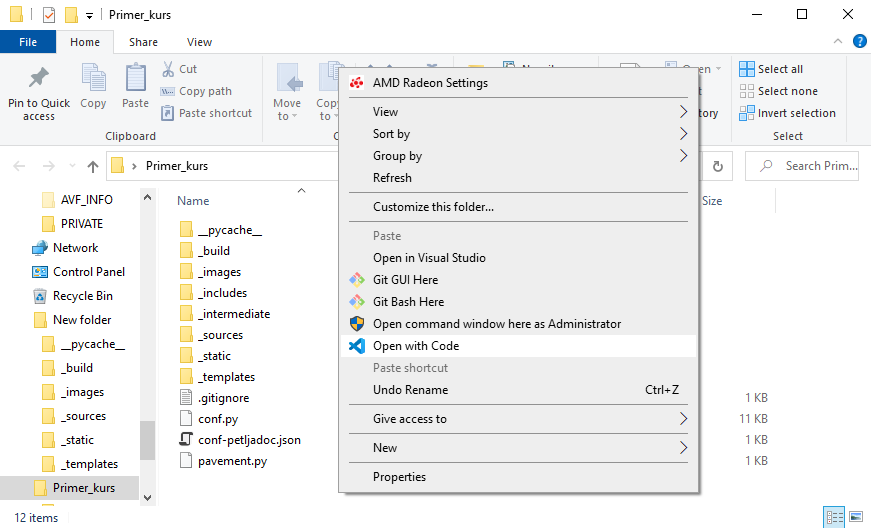 Primer_kurs
File Home Share View
Pin to Quick access
Copy
Paste
Cut
Copy path
Paste shortcut
Clipboard
Move to
Copy to
Select all
Select none
Invert selection
Select
Primer_kurs
Search Prim...
AVF_INFO
PRIVATE
Network
Control Panel
Recycle Bin
New folder
__pycache__
_build
_images
_sources
_static
_templates
Primer_kurs
Name
Size
__pycache__
_build
_images
_includes
_intermediate
_sources
_static
_templates
.gitignore
1 KB
conf.py
11 KB
conf-petljadoc.json
1 KB
pavement.py
1 KB
AMD Radeon Settings
View
Sort by
Group by
Refresh
Customize this folder...
Paste
Open in Visual Studio
Git GUI Here
Git Bash Here
Open command window here as Administrator
Open with Code
Paste shortcut
Undo Rename Ctrl+Z
Give access to
New
Properties
12 items